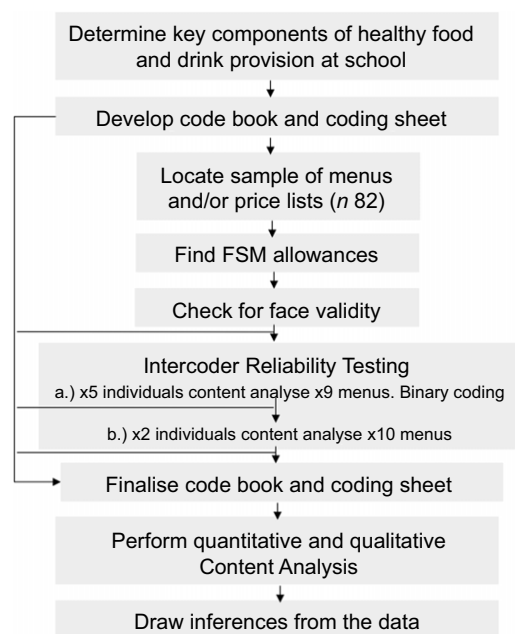 Determine key components of healthy food
and drink provision at school
Develop code book and coding sheet
Locate sample of menus
and/or price lists (n 82)
Find FSM allowances
Check for face validity
Intercoder Reliability Testing
a.) x5 individuals content analyse x9 menus. Binary coding
b.) x2 individuals content analyse x10 menus
Finalise code book and coding sheet
Perform quantitative and qualitative
Content Analysis
Draw inferences from the data